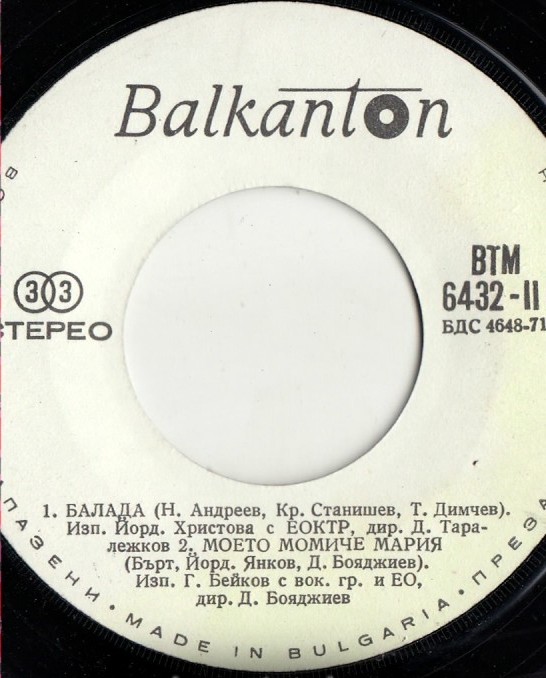 Balkanton
33
СТЕРЕО
ВТМ
6432-II
БДС 4648-71
1. БАЛАДА (Н. Андреев, Кр. Станишев, Т. Димчев).
Изп. Йорд. Христова с ЕОКТР, дир. Д. Тара-
лежков 2. МОЕТО МОМИЧЕ МАРИЯ
(Бърт, Йорд. Янков, Д. Бояджиев).
Изп. Г. Бейков с вок. гр. и ЕО,
дир. Д. Бояджиев
АПАЗЕНИ • MADE IN BULGARIA • ПРЕЗА